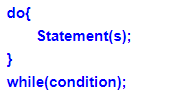 do{
Statement(s);
}
while(condition);